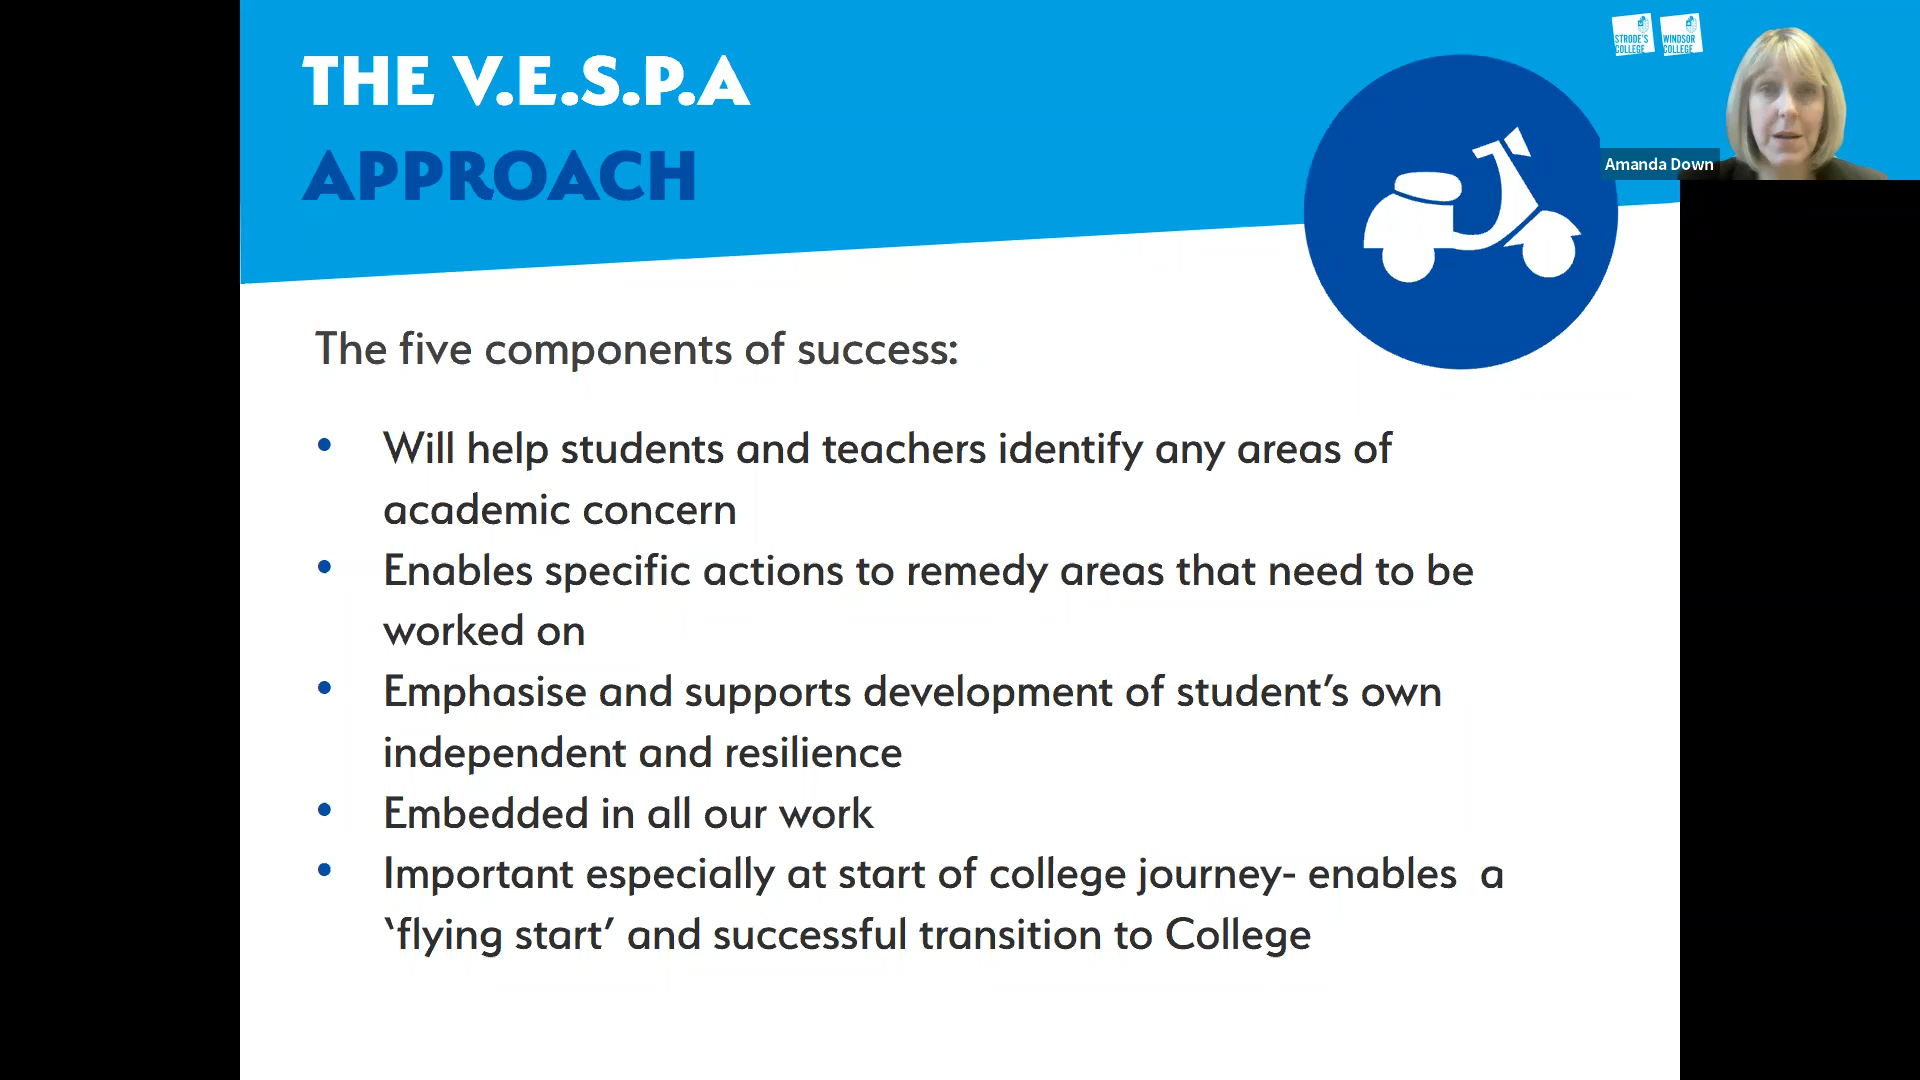 THE V.E.S.P.A
APPROACH
STRODE'S
COLLEGE
WINDSOR
COLLEGE
Amanda Down
The five components of success:
• Will help students and teachers identify any areas of
academic concern
• Enables specific actions to remedy areas that need to be
worked on
• Emphasise and supports development of student’s own
independent and resilience
• Embedded in all our work
• Important especially at start of college journey- enables  a
‘flying start’ and successful transition to College